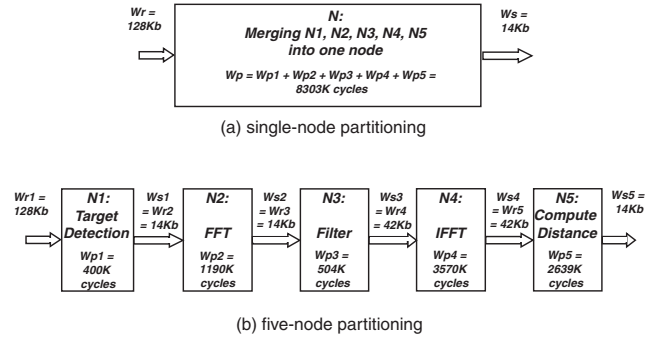 Wr =
128Kb
N:
Merging N1, N2, N3, N4, N5
into one node
Wp = Wp1 + Wp2 + Wp3 + Wp4 + Wp5 =
8303K cycles
Ws =
14Kb
(a) single-node partitioning
Wr1 =
128Kb
N1:
Target
Detection
Wp1 =
400K
cycles
Ws1
= Wr2
= 14Kb
N2:
FFT
Wp2 =
1190K
cycles
Ws2
= Wr3
= 14Kb
N3:
Filter
Wp3 =
504K
cycles
Ws3
= Wr4
= 42Kb
N4:
IFFT
Wp4 =
3570K
cycles
Ws4
= Wr5
= 42Kb
N5:
Compute
Distance
Wp5 =
2639K
cycles
Ws5 =
14Kb
(b) five-node partitioning